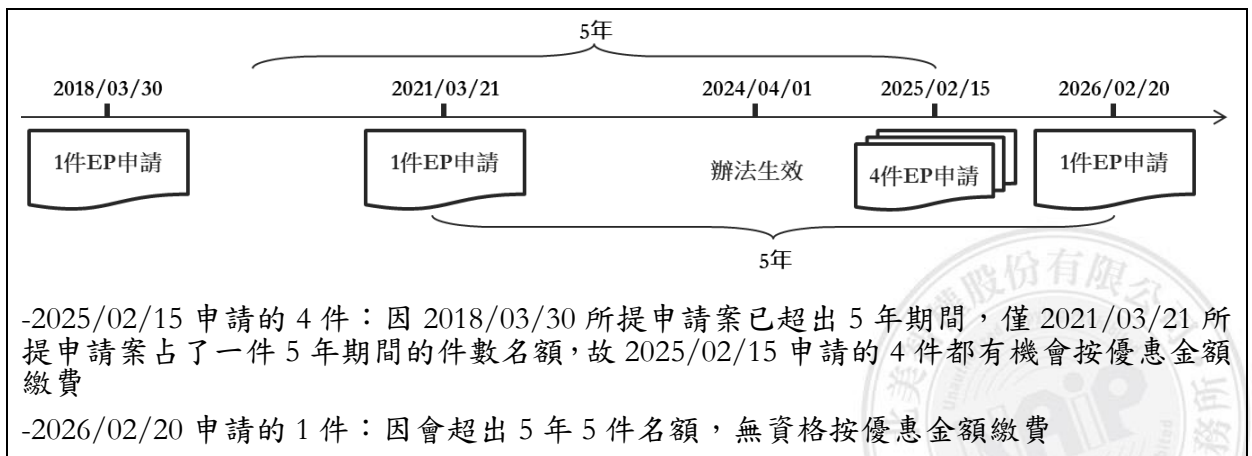 5年
2018/03/30
2021/03/21
2024/04/01
2025/02/15
2026/02/20
1件EP申請
1件EP申請
辦法生效
4件EP申請
1件EP申請
5年
-2025/02/15 申請的 4 件：因 2018/03/30 所提申請案已超出 5 年期間，僅 2021/03/21 所
提申請案占了一件 5 年期間的件數名額，故 2025/02/15 申請的 4 件都有機會按優惠金額
繳費
-2026/02/20 申請的 1 件：因會超出 5 年 5 件名額，無資格按優惠金額繳費